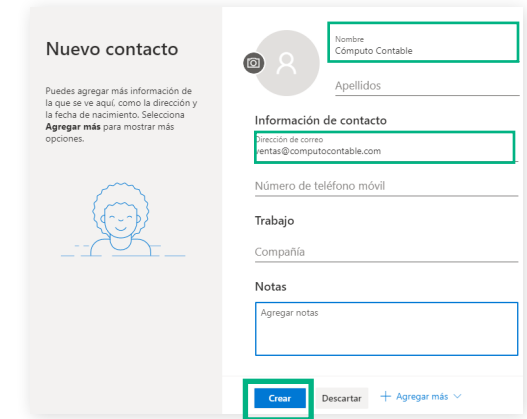 Nuevo contacto
Puedes agregar más información de
la que se ve aquí, como la dirección y
la fecha de nacimiento. Selecciona
Agregar más para mostrar más
opciones.
Nombre
Cómputo Contable
Apellidos
Información de contacto
Dirección de correo
ventas@computocontable.com
Número de teléfono móvil
Trabajo
Compañía
Notas
Agregar notas
Crear
Descartar
Agregar más